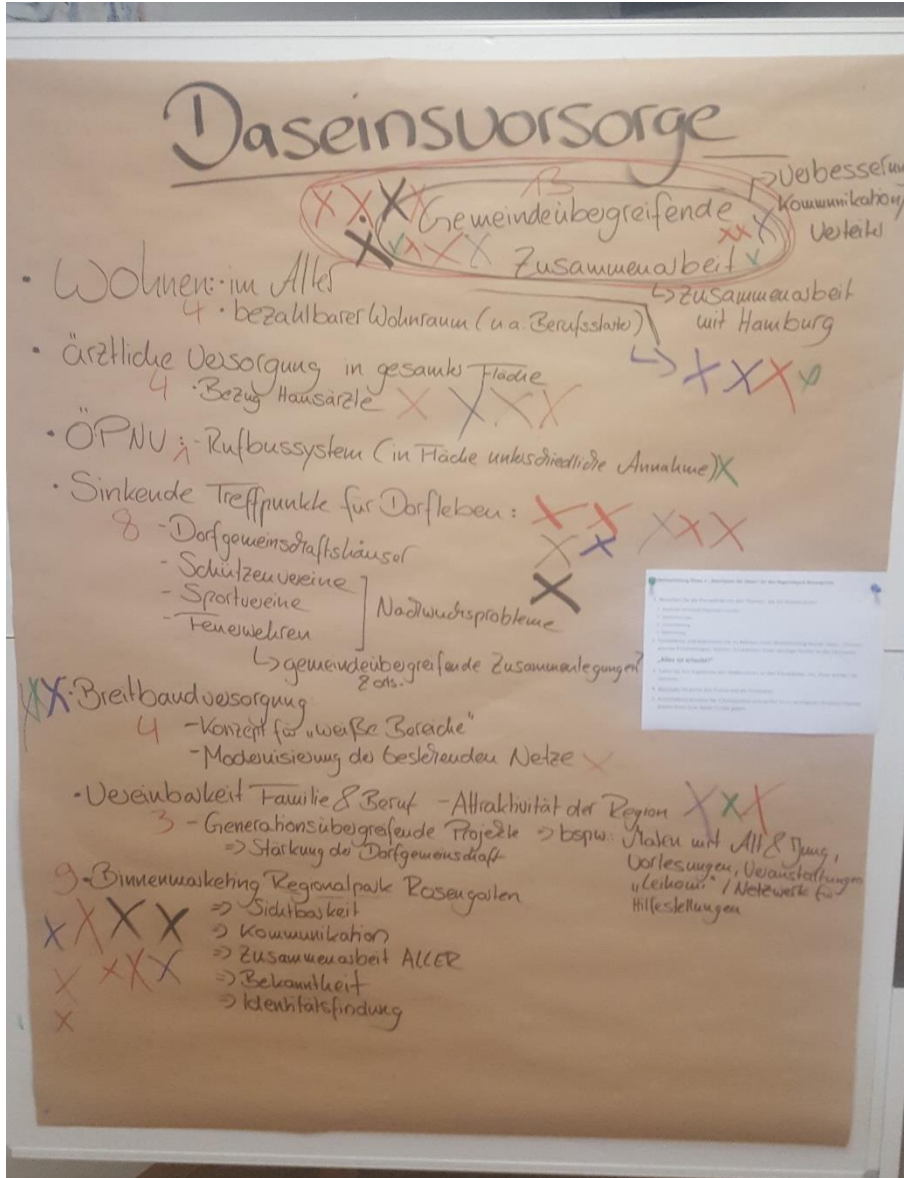 Daseinsvorsorge
13
Gemeindeübergreifende
Zusammenarbeit
Kommunikation/
↳ Zusammenarbeit
mit Hamburg
• Wohnen: · im Alter
4 · bezahlbarer Wohnraum (u.a. Berufsstarter)
• ärztliche Versorgung in gesamter Fläche
4 · Bezug Hausärzte
• ÖPNV: 1 - Rufbussystem (in Fläche unterschiedliche Annahme)
• Sinkende Treffpunkte für Dorfleben:
8 - Dorfgemeinschaftshäuser
- Schützenvereine
- Sportvereine
- Feuerwehren
Nachwuchsprobleme
↳ gemeindeübergreifende Zusammenlegungen?
• Breitbandversorgung
4 - Konzept für „weiße Bereiche“
- Modernisierung der bestehenden Netze
• Vereinbarkeit Familie & Beruf - Attraktivität der Region
3 - Generationsübergreifende Projekte => bspw. Malen mit Alt & Jung,
Vorlesungen, Veranstaltungen
„Leihomi“ / Netzwerk für
Hilfestellungen
=> Stärkung der Dorfgemeinschaft
9 - Binnenmarketing Regionalpark Rosengarten
=> Sichtbarkeit
=> Kommunikation
=> Zusammenarbeit ALLER
=> Bekanntheit
=> Identitätsfindung
„Alles ist erlaubt!“